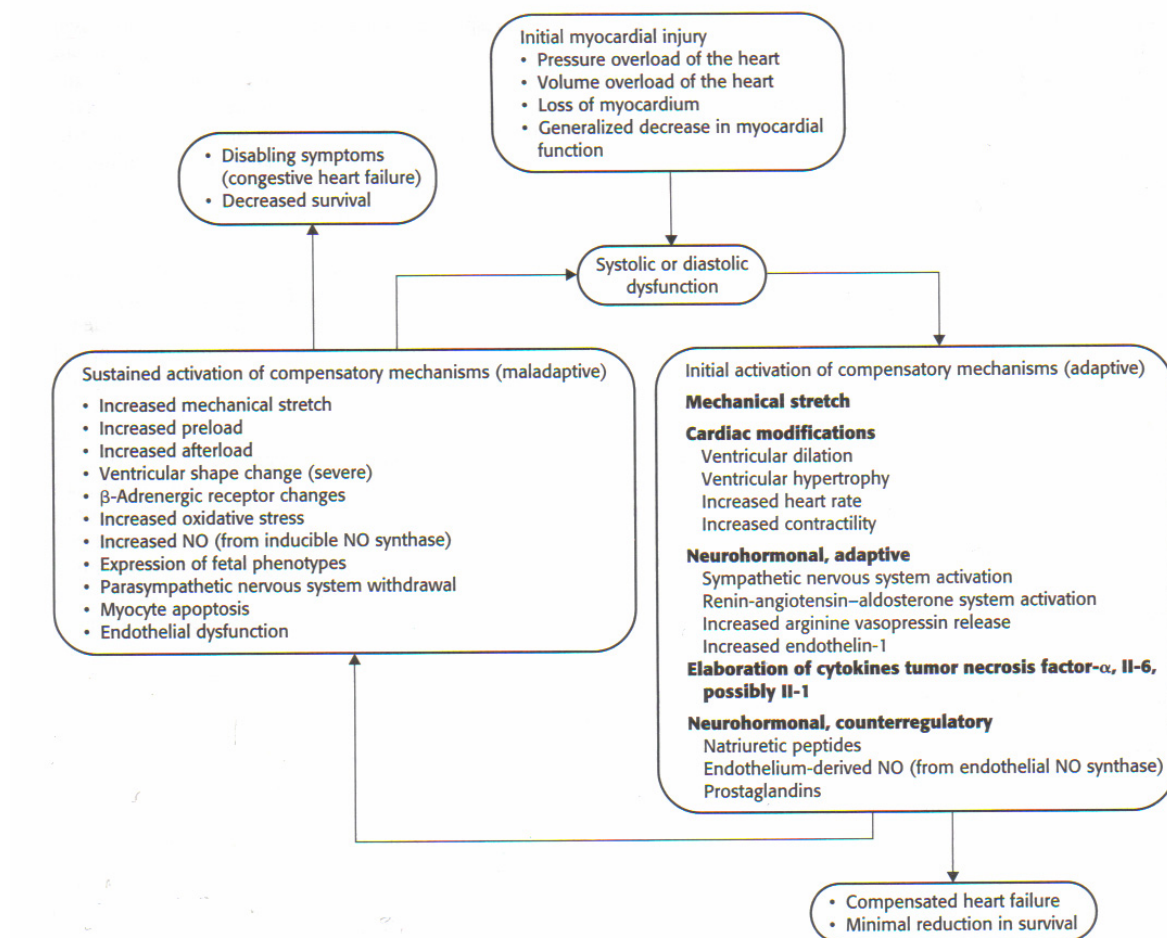 Initial myocardial injury
• Pressure overload of the heart
• Volume overload of the heart
• Loss of myocardium
• Generalized decrease in myocardial
function
• Disabling symptoms
(congestive heart failure)
• Decreased survival
Systolic or diastolic
dysfunction
Sustained activation of compensatory mechanisms (maladaptive)
• Increased mechanical stretch
• Increased preload
• Increased afterload
• Ventricular shape change (severe)
• β-Adrenergic receptor changes
• Increased oxidative stress
• Increased NO (from inducible NO synthase)
• Expression of fetal phenotypes
• Parasympathetic nervous system withdrawal
• Myocyte apoptosis
• Endothelial dysfunction
Initial activation of compensatory mechanisms (adaptive)
Mechanical stretch
Cardiac modifications
Ventricular dilation
Ventricular hypertrophy
Increased heart rate
Increased contractility
Neurohormonal, adaptive
Sympathetic nervous system activation
Renin-angiotensin–aldosterone system activation
Increased arginine vasopressin release
Increased endothelin-1
Elaboration of cytokines tumor necrosis factor-α, II-6,
possibly II-1
Neurohormonal, counterregulatory
Natriuretic peptides
Endothelium-derived NO (from endothelial NO synthase)
Prostaglandins
• Compensated heart failure
• Minimal reduction in survival